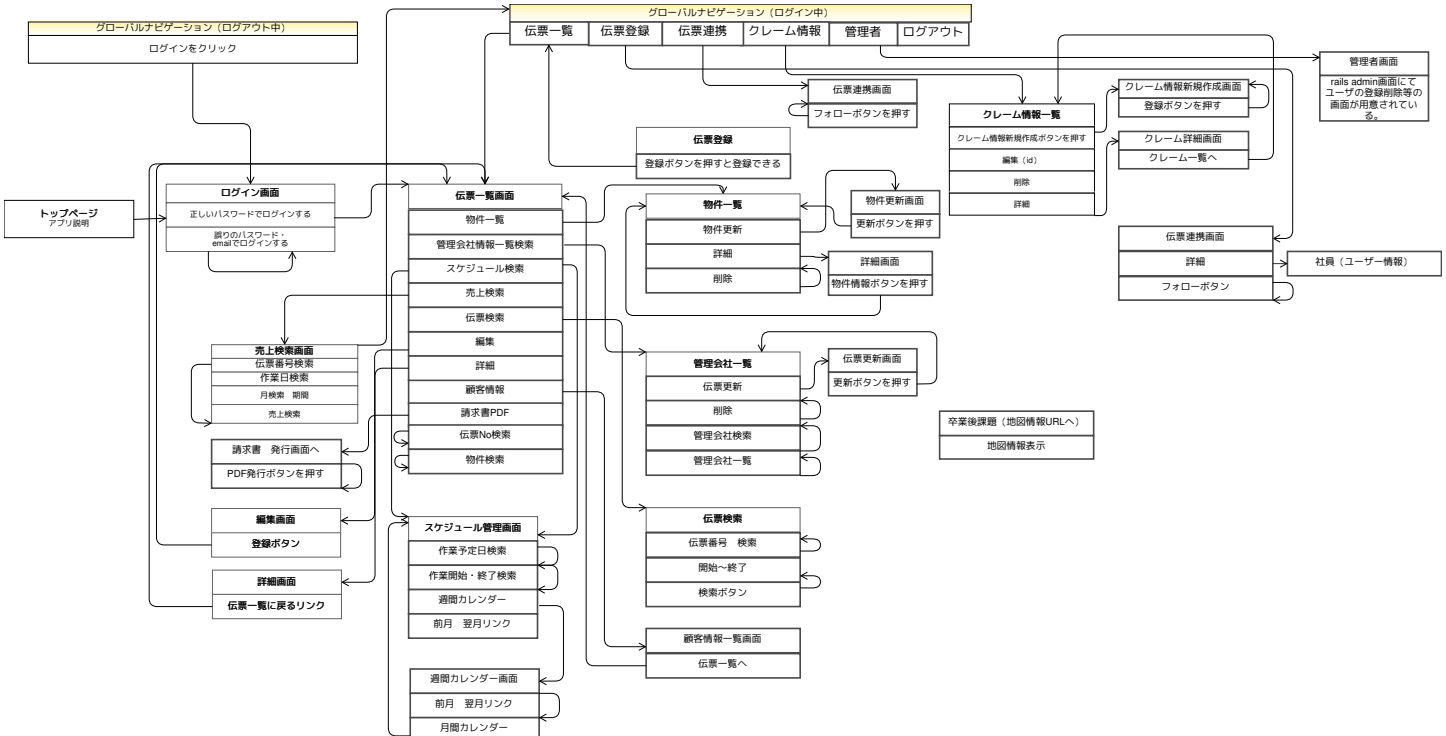 グローバルナビゲーション（ログアウト中）
ログインをクリック
グローバルナビゲーション（ログイン中）
伝票一覧
伝票登録
伝票連携
クレーム情報
管理者
ログアウト
管理者画面
rails admin画面にて
ユーザの登録削除等の
画面が用意されてい
る。
伝票連携画面
フォローボタンを押す
クレーム情報一覧
クレーム情報新規作成ボタンを押す
編集（id）
削除
詳細
クレーム情報新規作成画面
登録ボタンを押す
クレーム詳細画面
クレーム一覧へ
伝票登録
登録ボタンを押すと登録できる
トップページ
アプリ説明
ログイン画面
正しいパスワードでログインする
誤りのパスワード・
emailでログインする
伝票一覧画面
物件一覧
管理会社情報一覧検索
スケジュール検索
売上検索
伝票検索
編集
詳細
顧客情報
請求書PDF
伝票No検索
物件検索
物件一覧
物件更新
詳細
削除
物件更新画面
更新ボタンを押す
詳細画面
物件情報ボタンを押す
伝票連携画面
詳細
フォローボタン
社員（ユーザー情報）
売上検索画面
伝票番号検索
作業日検索
月検索　期間
売上検索
管理会社一覧
伝票更新
削除
管理会社検索
管理会社一覧
伝票更新画面
更新ボタンを押す
卒業後課題（地図情報URLへ）
地図情報表示
請求書　発行画面へ
PDF発行ボタンを押す
編集画面
登録ボタン
詳細画面
伝票一覧に戻るリンク
スケジュール管理画面
作業予定日検索
作業開始・終了検索
週間カレンダー
前月　翌月リンク
伝票検索
伝票番号　検索
開始〜終了
検索ボタン
顧客情報一覧画面
伝票一覧へ
週間カレンダー画面
前月　翌月リンク
月間カレンダー